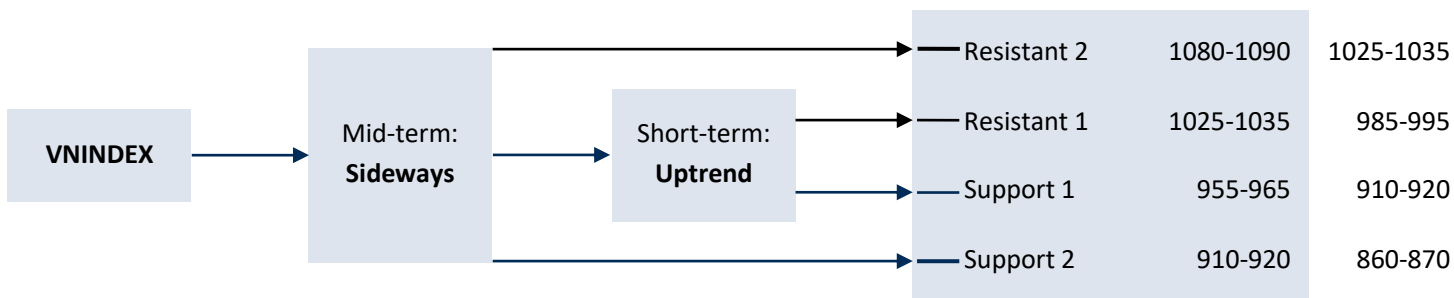 VNINDEX
Mid-term:
Sideways
Short-term:
Uptrend
Resistant 2 1080-1090 1025-1035
Resistant 1 1025-1035 985-995
Support 1 955-965 910-920
Support 2 910-920 860-870